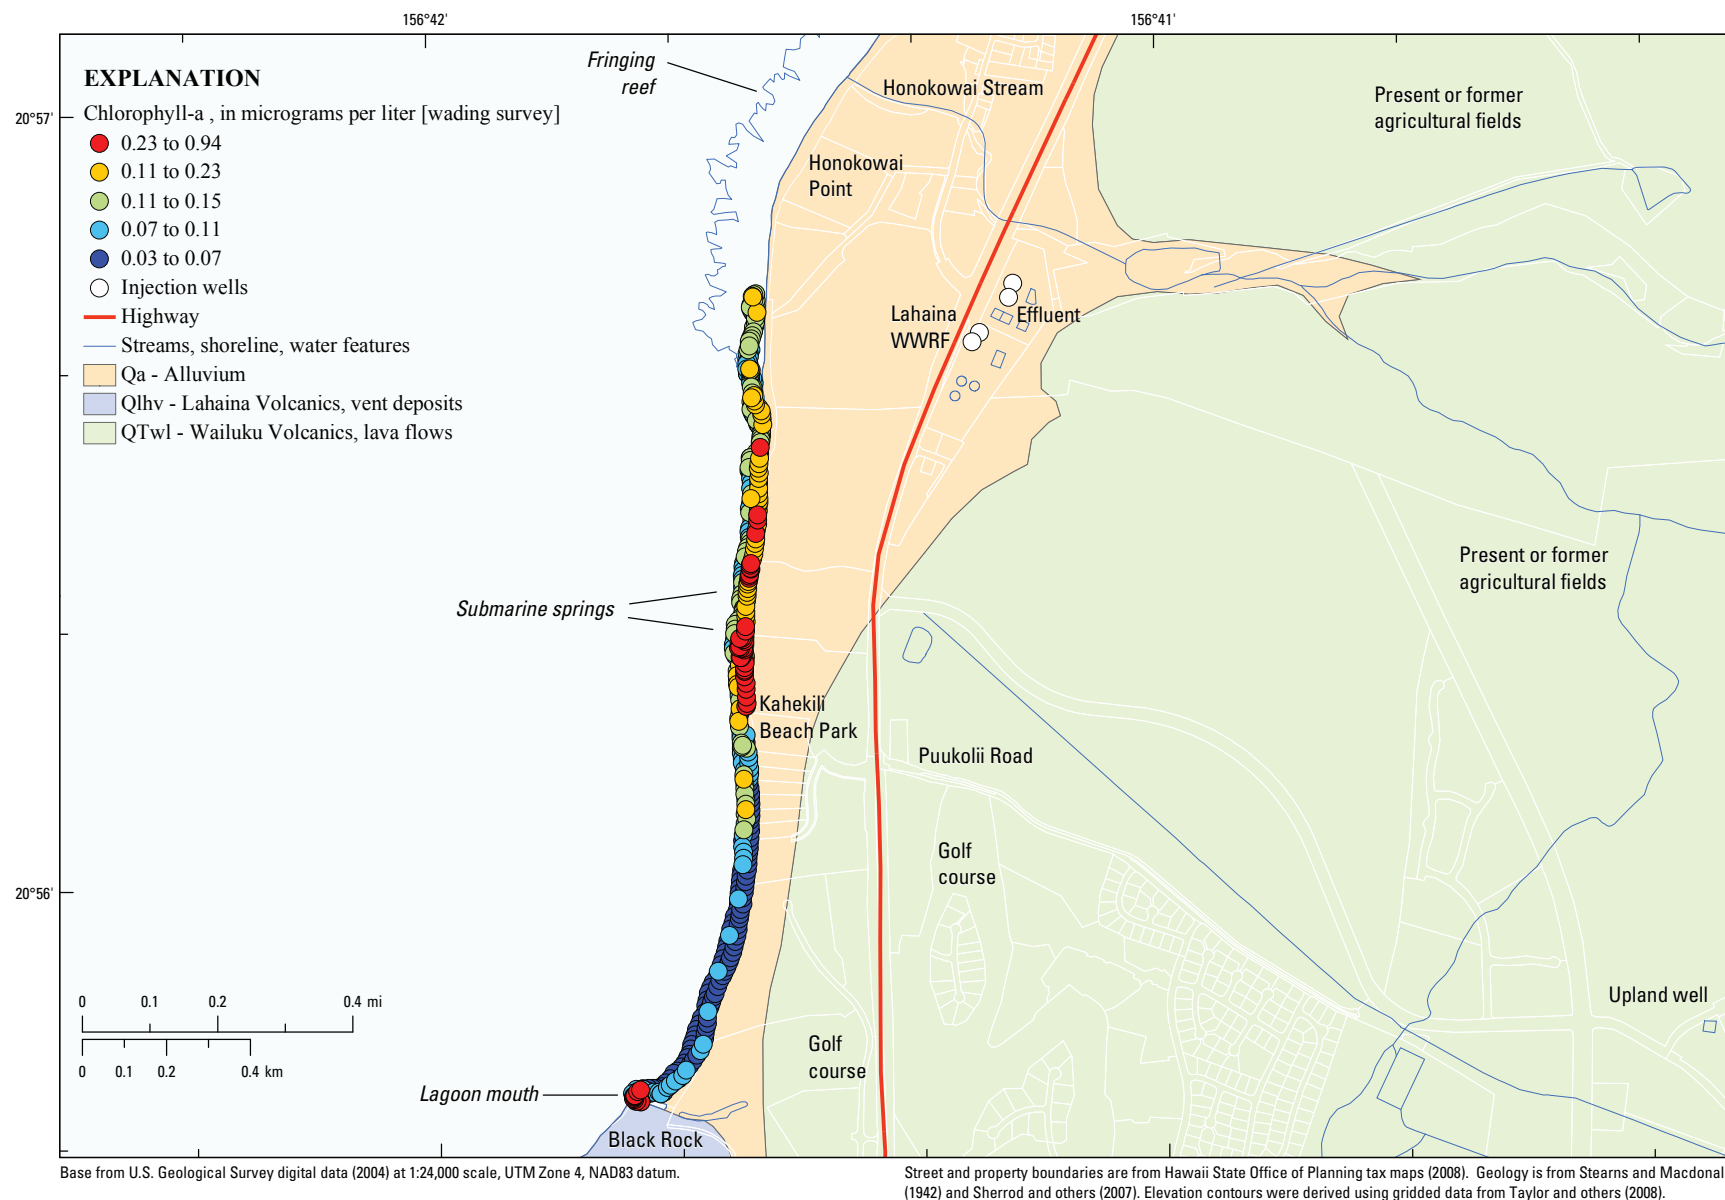 156°42'
156°41'
20°57'
20°56'
EXPLANATION
Chlorophyll-a , in micrograms per liter [wading survey]
0.23 to 0.94
0.11 to 0.23
0.11 to 0.15
0.07 to 0.11
0.03 to 0.07
Injection wells
Highway
Streams, shoreline, water features
Qa - Alluvium
Qlhv - Lahaina Volcanics, vent deposits
QTwl - Wailuku Volcanics, lava flows
Fringing
reef
Honokowai Stream
Present or former
agricultural fields
Honokowai
Point
Lahaina
WWRF
Effluent
Submarine springs
Present or former
agricultural fields
Kahekili
Beach Park
Puukolii Road
Golf
course
Upland well
Golf
course
0 0.1 0.2 0.4 mi
0 0.1 0.2 0.4 km
Lagoon mouth
Black Rock
Base from U.S. Geological Survey digital data (2004) at 1:24,000 scale, UTM Zone 4, NAD83 datum.
Street and property boundaries are from Hawaii State Office of Planning tax maps (2008). Geology is from Stearns and Macdonal
(1942) and Sherrod and others (2007). Elevation contours were derived using gridded data from Taylor and others (2008).